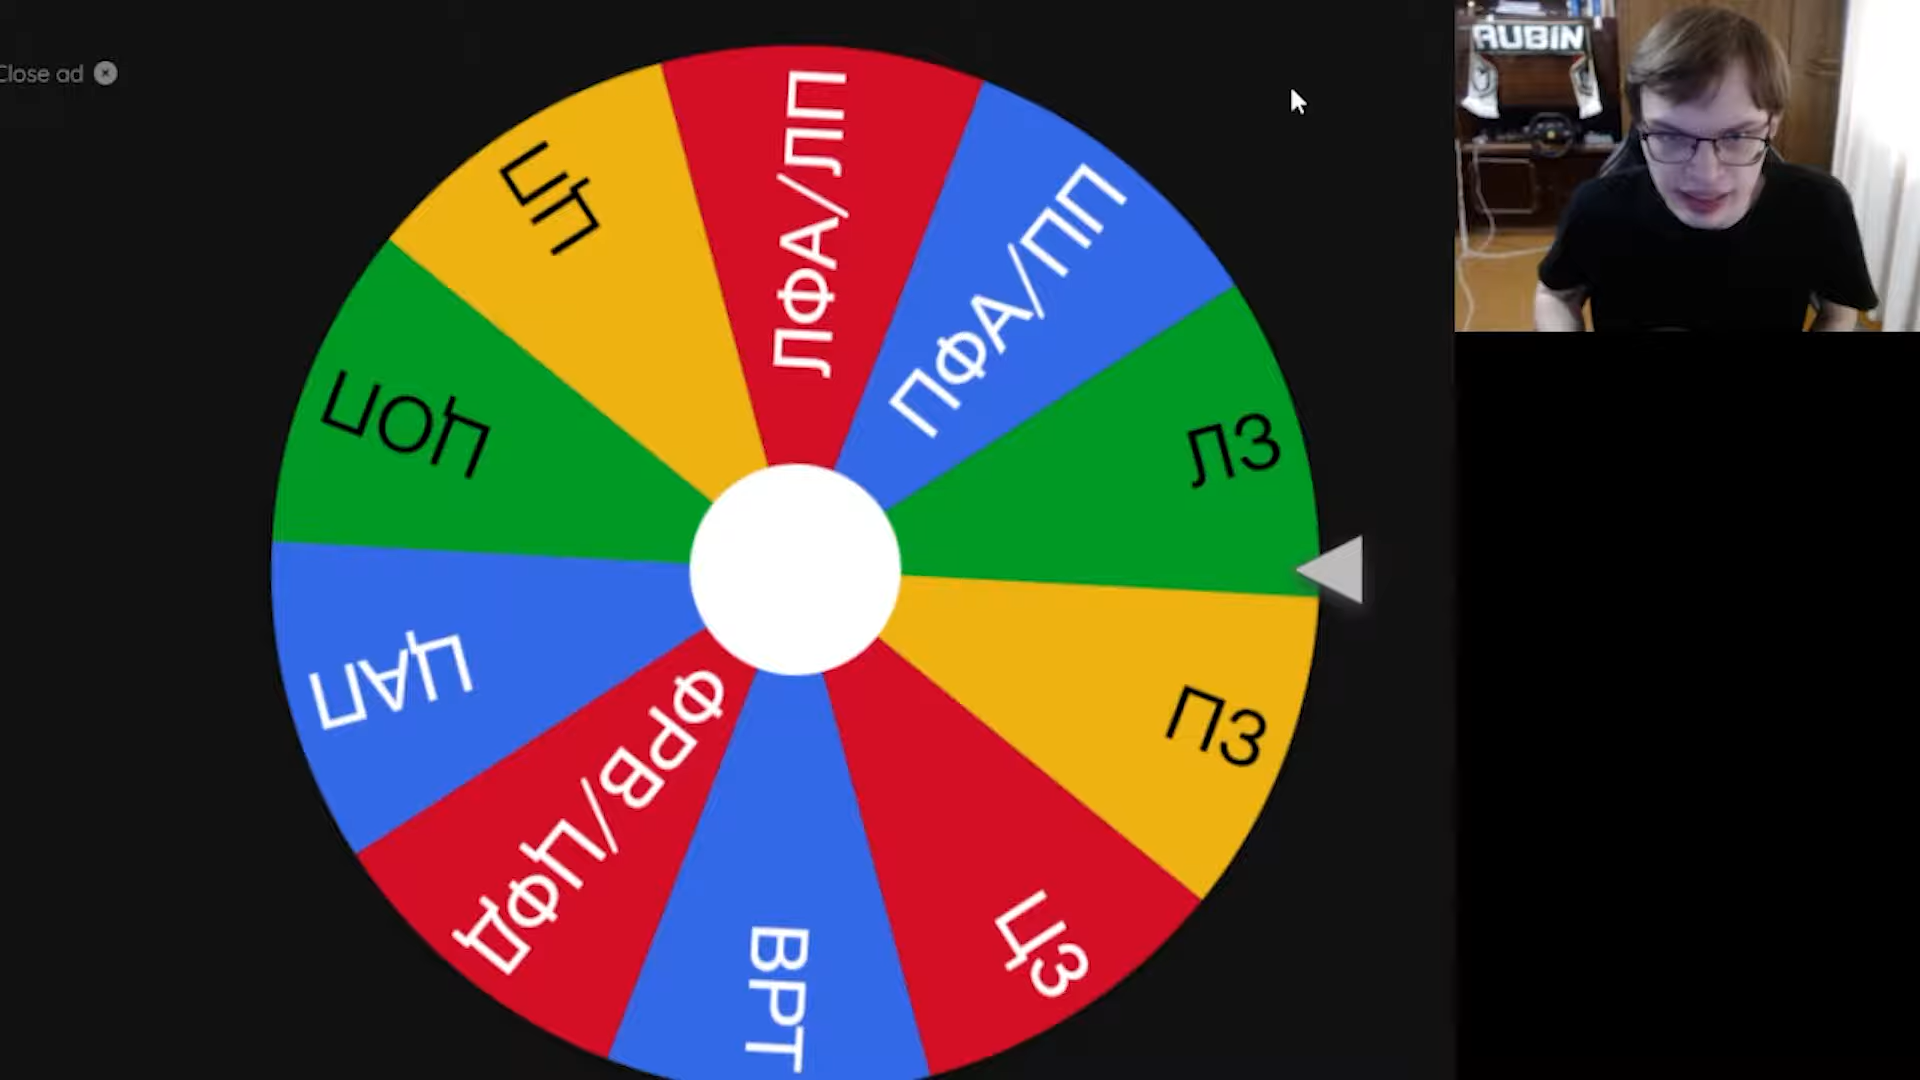 Close ad
RUBIN
ЛФА/ЛП
ПФА/ПП
ЛЗ
ПЗ
ЦЗ
ВРТ
ФРВ/ЦФД
ЦАП
ЦОП
ЦП